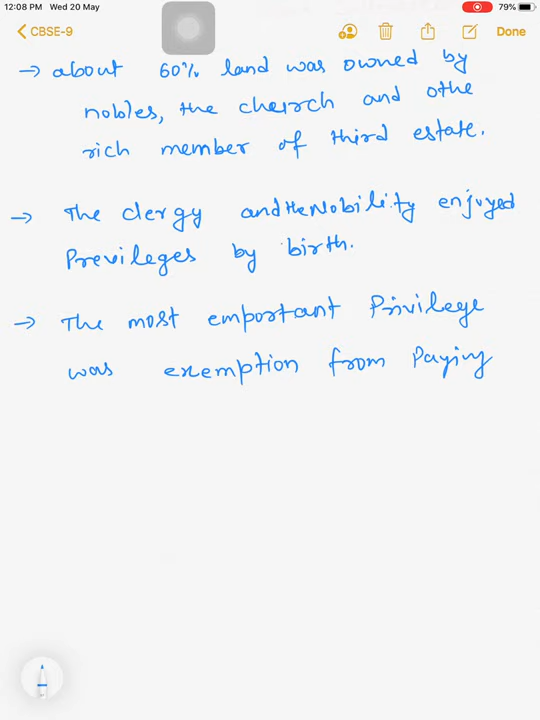 12:08 PM Wed 20 May 79%
CBSE-9 Done
→ about 60% land was owned by
nobles, the cheirch and othe
rich member of third estate.
→ The clergy and the Nobility enjoyed
Previleges by birth.
→ The most emportant Privilege
was exemption from Paying